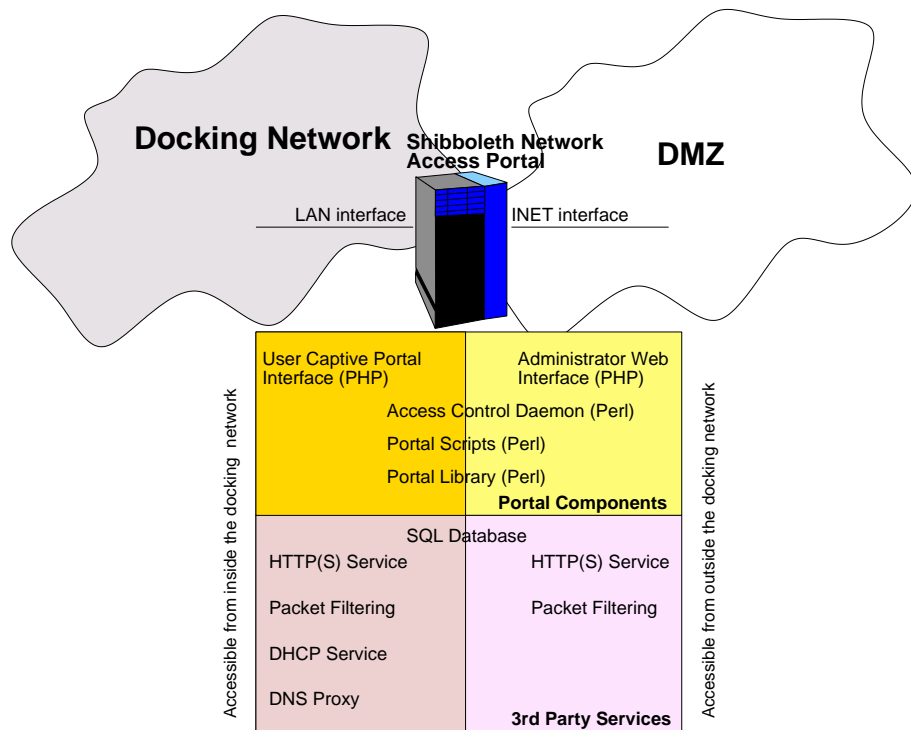 Docking Network
Shibboleth Network
Access Portal
DMZ
LAN interface
INET interface
User Captive Portal
Interface (PHP)
Administrator Web
Interface (PHP)
Access Control Daemon (Perl)
Portal Scripts (Perl)
Portal Library (Perl)
Portal Components
SQL Database
HTTP(S) Service
HTTP(S) Service
Packet Filtering
Packet Filtering
DHCP Service
DNS Proxy
3rd Party Services
Accessible from inside the docking network
Accessible from outside the docking network